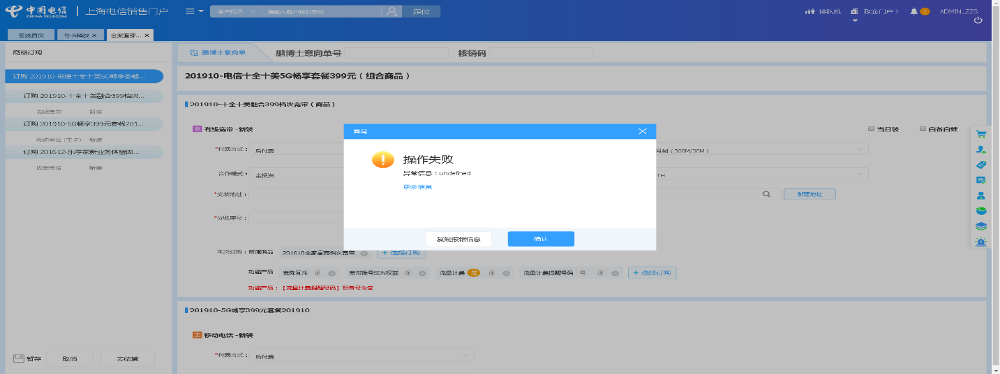 中国电信
CHINA TELECOM
上海电信销售门户
客户标识
请输入客户标识定位
定位
排队机
政企门户>
1
ADMIN_ZZS
系统首页
号卡释放 ×
全渠道穿... ×
商品订购
订购 201910-电信十全十美5G畅享套餐...
订购 201910-十全十美融合399档次...
有线宽带 新装
订购 201910-5G畅享399元套餐201...
移动电话(主卡) 新装
订购 201612-乐享家新业务体验固...
固定电话 新装
暂存
取消
去结算
鹏博士意向单
鹏博士意向单号
核销码
201910-电信十全十美5G畅享套餐399元(组合商品)
201910-十全十美融合399档次宽带(商品)
有线宽带 -新装
当日装
自备自维
*付费方式:
后付费
月制(300M/30M)
合作模式:
全投资
TH
*安装地址:
新建地址
*分账序号:
本次订购:
附属商品
201610全家享亮档次宽带...
+ 选择订购
功能产品
宽障互斥 促
宽带拨号SDN权益 促
流量计费 促
流量计费提醒号码 号 促
+ 选择订购
功能产品:【流量计费提醒号码】设备号为空
201910-5G畅享399元套餐201910
移动电话 -新装
*付费方式:
后付费
异常
操作失败
异常信息:undefined
更多信息
复制报错信息
确认